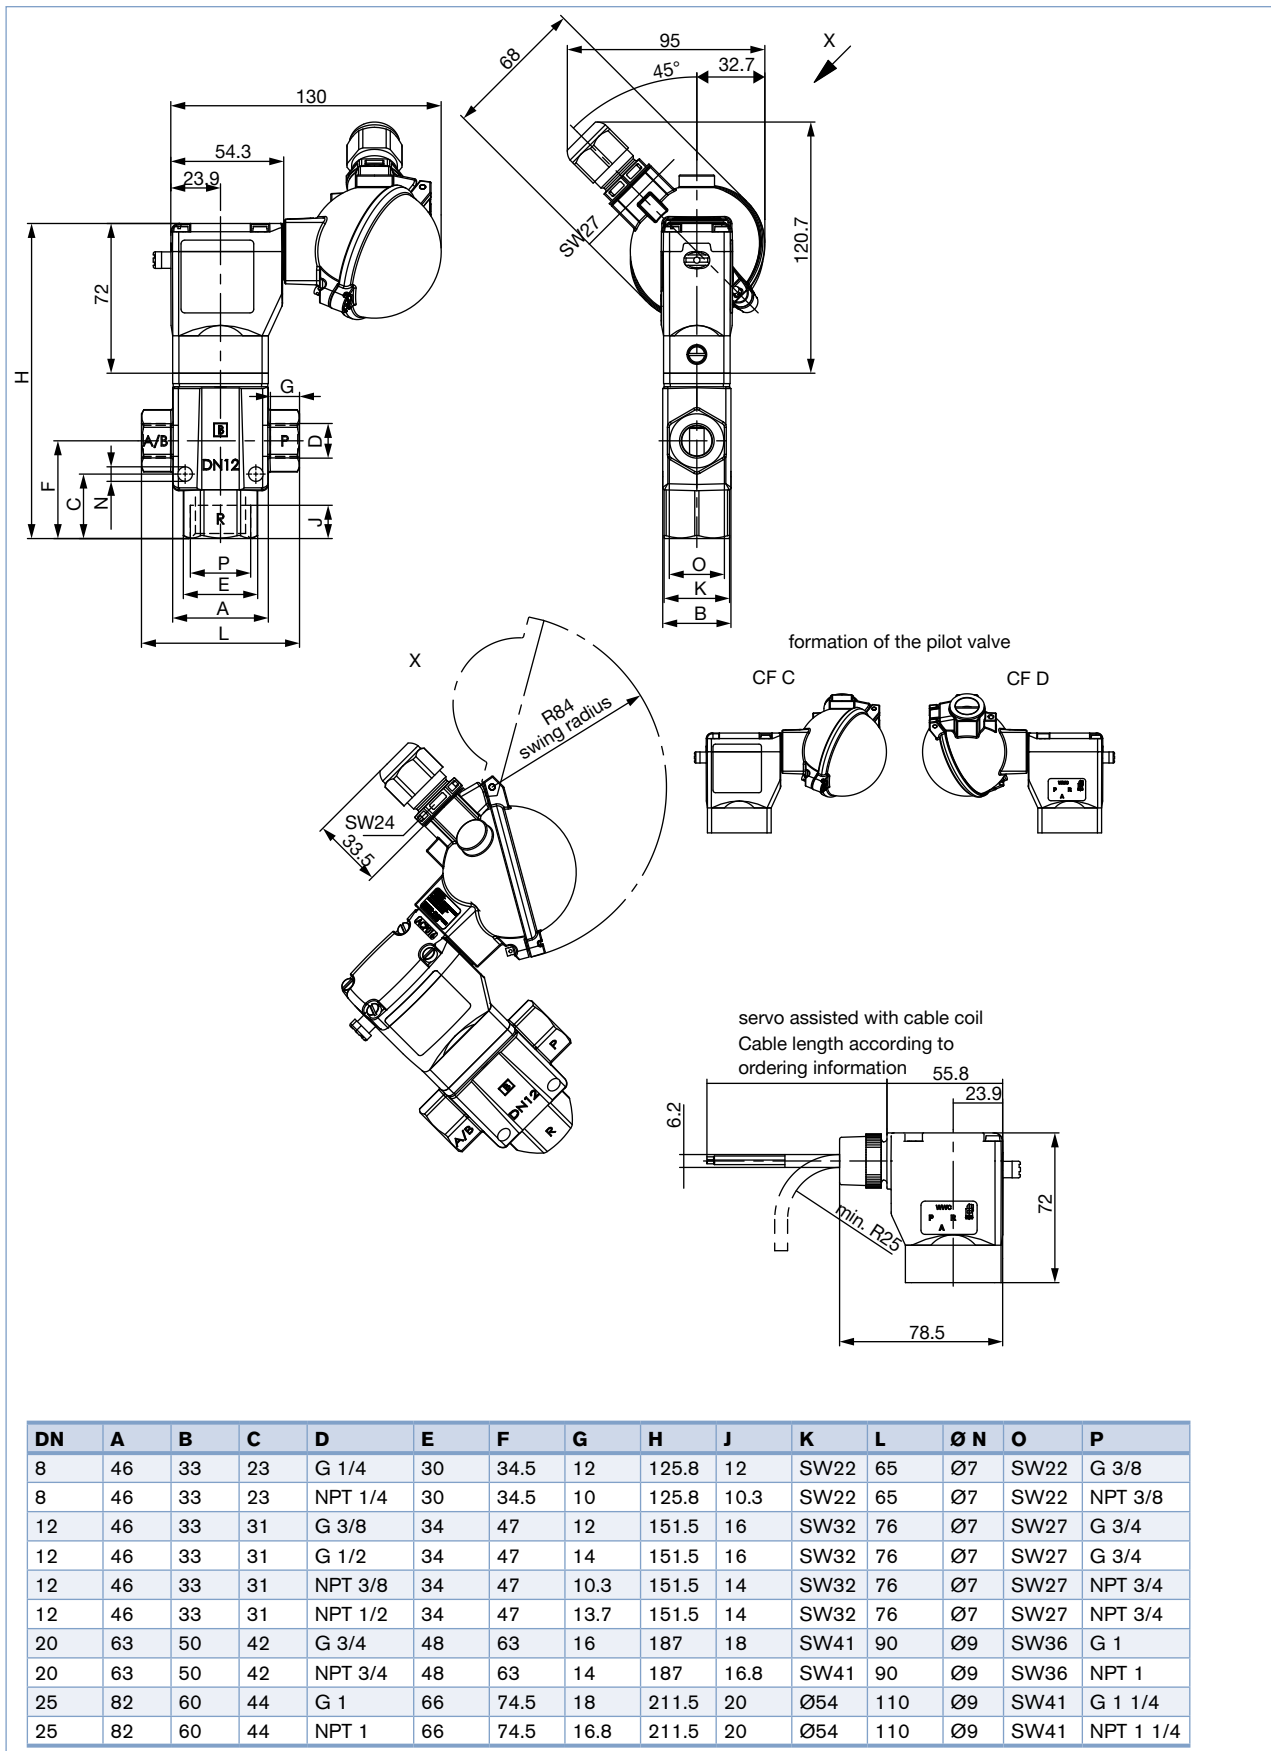 95
68
X
45°
32.7
130
54.3
23.9
72
H
SW27
120.7
G
A/B
B
P
D
DN12
F
C
N
R
J
P
E
A
L
O
K
B
formation of the pilot valve
X
CF C
CF D
R84
swing radius
SW24
33.5
P
B
DN12
A/B
R
P R
A
servo assisted with cable coil
Cable length according to
ordering information
55.8
23.9
6.2
72
P R
A
min. R25
78.5
DN A B C D E F G H J K L Ø N O P
8 46 33 23 G 1/4 30 34.5 12 125.8 12 SW22 65 Ø7 SW22 G 3/8
8 46 33 23 NPT 1/4 30 34.5 10 125.8 10.3 SW22 65 Ø7 SW22 NPT 3/8
12 46 33 31 G 3/8 34 47 12 151.5 16 SW32 76 Ø7 SW27 G 3/4
12 46 33 31 G 1/2 34 47 14 151.5 16 SW32 76 Ø7 SW27 G 3/4
12 46 33 31 NPT 3/8 34 47 10.3 151.5 14 SW32 76 Ø7 SW27 NPT 3/4
12 46 33 31 NPT 1/2 34 47 13.7 151.5 14 SW32 76 Ø7 SW27 NPT 3/4
20 63 50 42 G 3/4 48 63 16 187 18 SW41 90 Ø9 SW36 G 1
20 63 50 42 NPT 3/4 48 63 14 187 16.8 SW41 90 Ø9 SW36 NPT 1
25 82 60 44 G 1 66 74.5 18 211.5 20 Ø54 110 Ø9 SW41 G 1 1/4
25 82 60 44 NPT 1 66 74.5 16.8 211.5 20 Ø54 110 Ø9 SW41 NPT 1 1/4